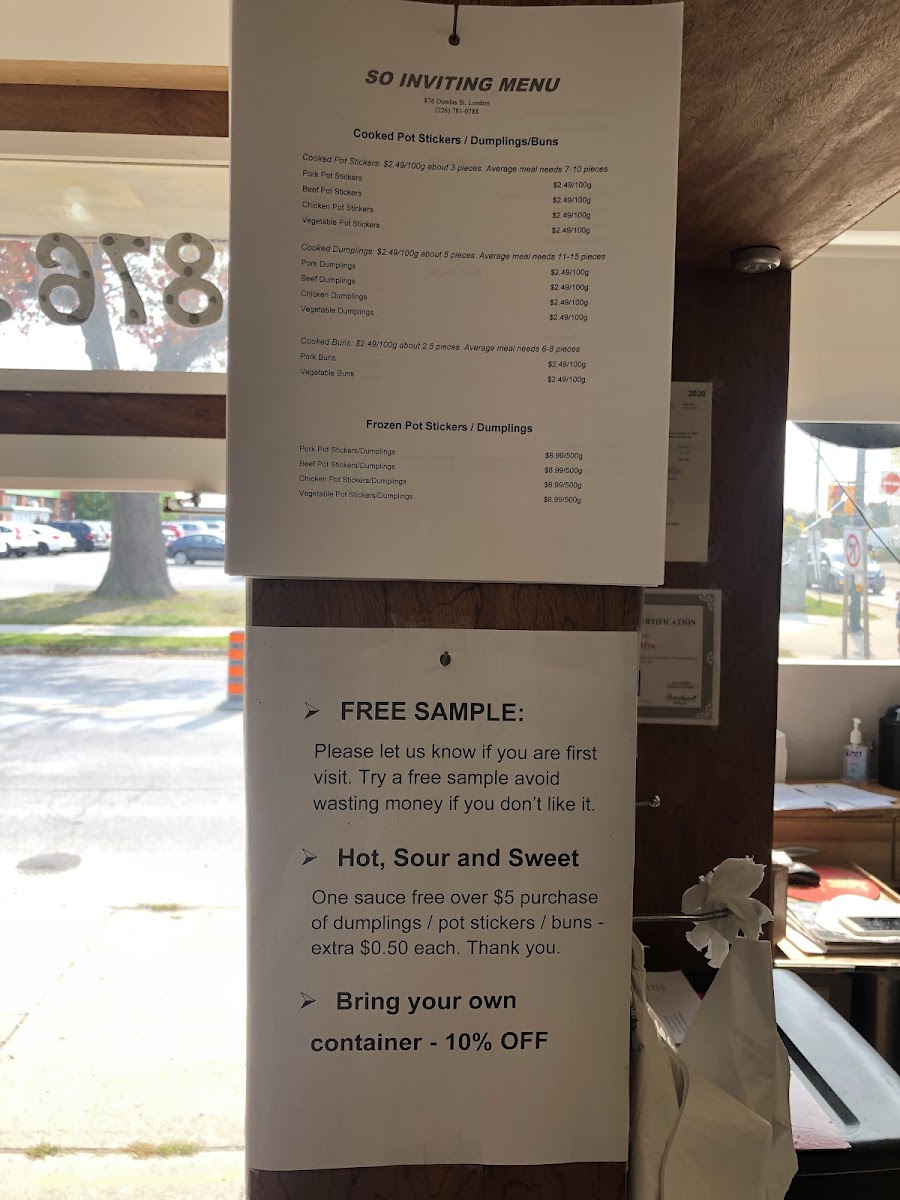 SO INVITING MENU
876 Dundas St. London
(226) 781-0788
Cooked Pot Stickers / Dumplings/Buns
Cooked Pot Stickers: $2.49/100g about 3 pieces. Average meal needs 7-10 pieces
Pork Pot Stickers $2.49/100g
Beef Pot Stickers $2.49/100g
Chicken Pot Stickers $2.49/100g
Vegetable Pot Stickers $2.49/100g
Cooked Dumplings: $2.49/100g about 5 pieces. Average meal needs 11-15 pieces
Pork Dumplings $2.49/100g
Beef Dumplings $2.49/100g
Chicken Dumplings $2.49/100g
Vegetable Dumplings $2.49/100g
Cooked Buns: $2.49/100g about 2.5 pieces. Average meal needs 6-8 pieces
Pork Buns $2.49/100g
Vegetable Buns $2.49/100g
Frozen Pot Stickers / Dumplings
Pork Pot Stickers/Dumplings $8.99/500g
Beef Pot Stickers/Dumplings $8.99/500g
Chicken Pot Stickers/Dumplings $8.99/500g
Vegetable Pot Stickers/Dumplings $8.99/500g
➢ FREE SAMPLE:
Please let us know if you are first
visit. Try a free sample avoid
wasting money if you don't like it.
➢ Hot, Sour and Sweet
One sauce free over $5 purchase
of dumplings / pot stickers / buns -
extra $0.50 each. Thank you.
➢ Bring your own
container - 10% OFF
876
2020